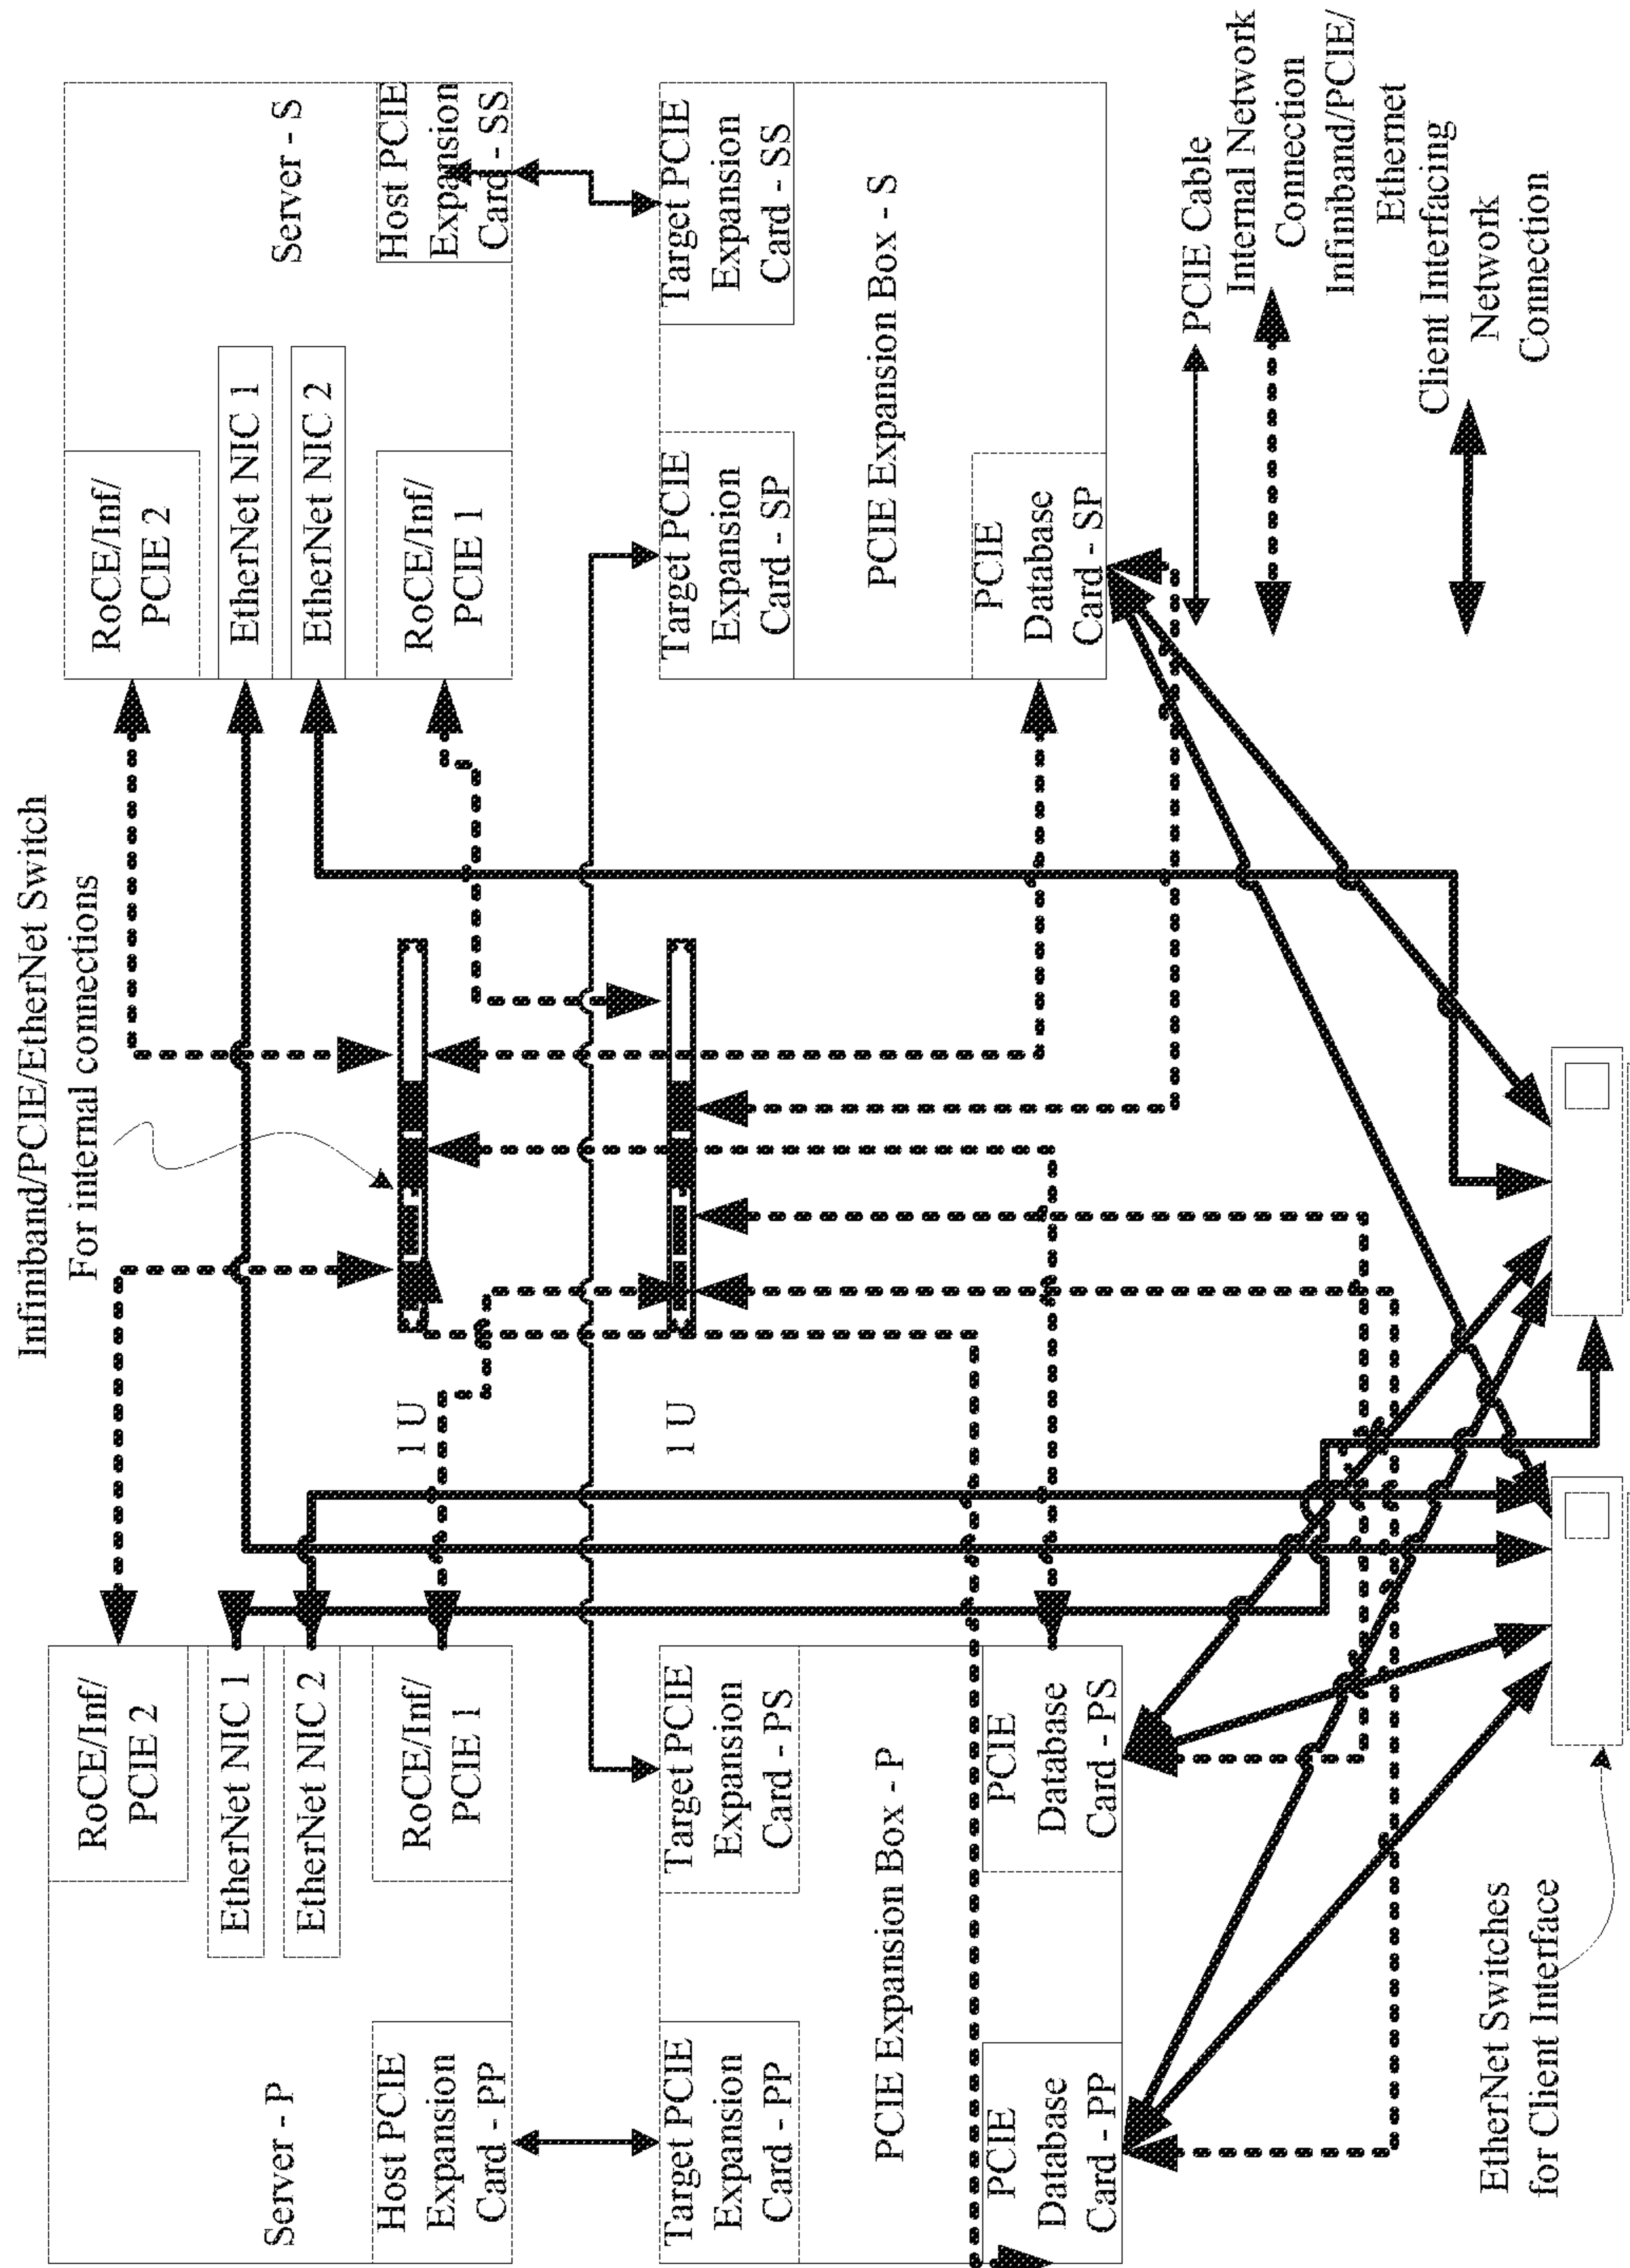 Infiniband/PCIE/EtherNet Switch
For internal connections
Server - P
RoCE/Inf/
PCIE 2
EtherNet NIC 1
EtherNet NIC 2
RoCE/Inf/
PCIE 1
Host PCIE
Expansion
Card - PP
1 U
1 U
RoCE/Inf/
PCIE 2
EtherNet NIC 1
EtherNet NIC 2
RoCE/Inf/
PCIE 1
Server - S
Host PCIE
Expansion
Card - SS
Target PCIE
Expansion
Card - PP
Target PCIE
Expansion
Card - PS
PCIE Expansion Box - P
PCIE
Database
Card - PP
PCIE
Database
Card - PS
Target PCIE
Expansion
Card - SP
Target PCIE
Expansion
Card - SS
PCIE Expansion Box - S
PCIE
Database
Card - SP
PCIE Cable
Internal Network
Connection
Infiniband/PCIE/
Ethernet
Client Interfacing
Network
Connection
EtherNet Switches
for Client Interface